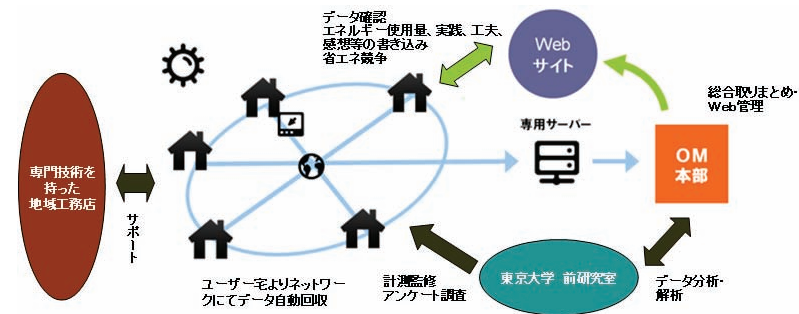 データ確認
エネルギー使用量、実践、工夫、
感想等の書き込み
省エネ競争
Web
サイト
総合取りまとめ・
Web管理
専用サーバー
OM
本部
専門技術を
持った
地域工務店
サポート
ユーザー宅よりネットワー
クにてデータ自動回収
計測監修
アンケート調査
東京大学 前研究室
データ分析・
解析